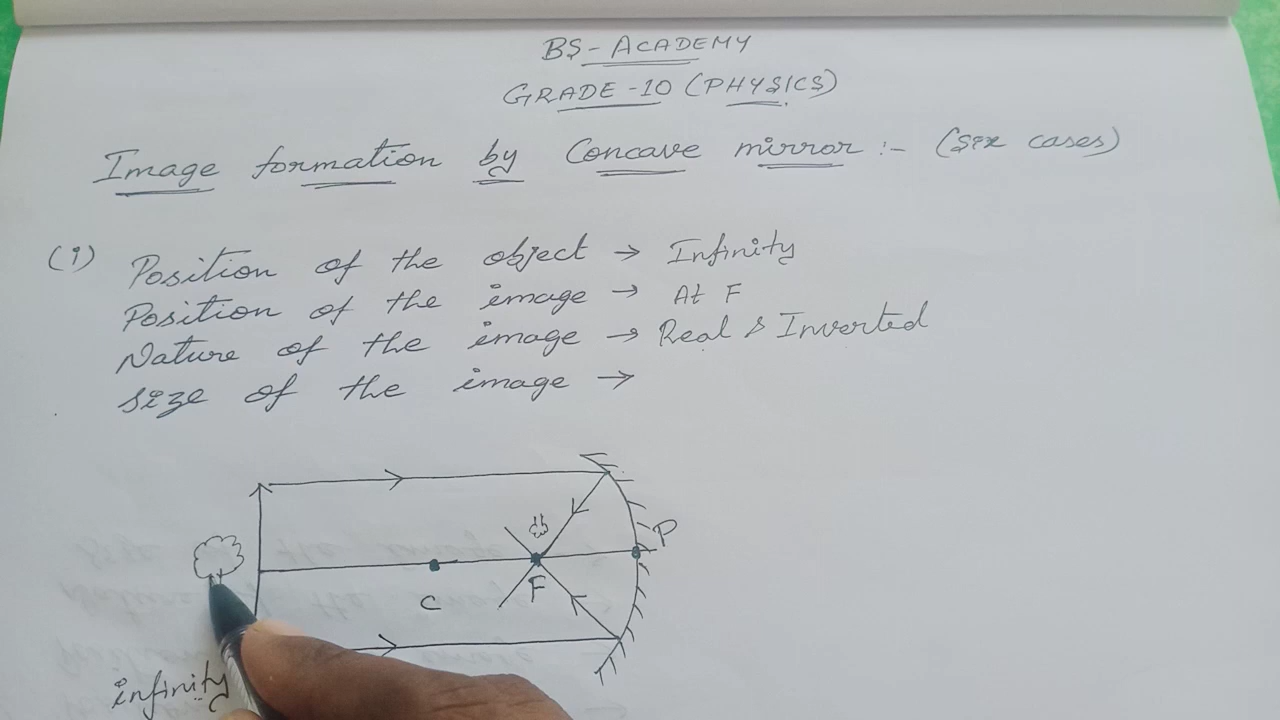 BS-ACADEMY
GRADE-10 (PHYSICS)
Image formation by Concave mirror :- (Six cases)
(i) Position of the object → Infinity
Position of the image → At F
Nature of the image → Real & Inverted
Size of the image →
P
F
C
infinity